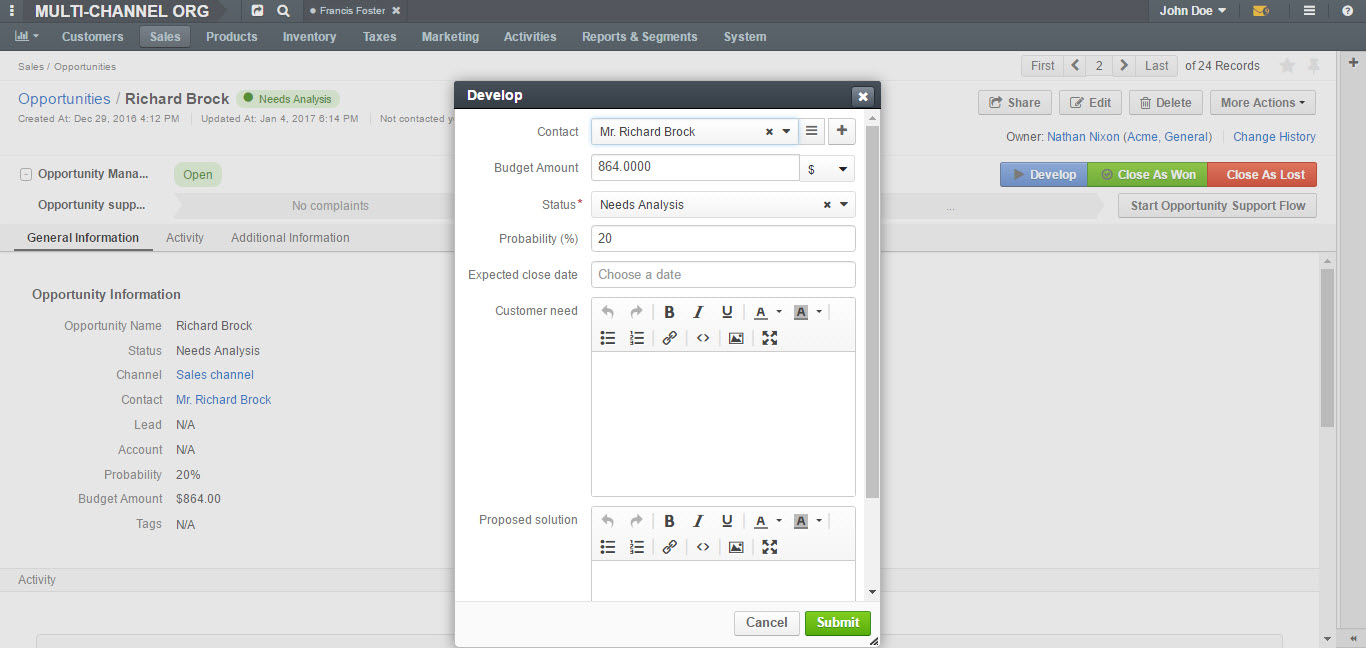 MULTI-CHANNEL ORG
Francis Foster
John Doe
Customers Sales Products Inventory Taxes Marketing Activities Reports & Segments System
Sales / Opportunities
First 2 Last of 24 Records
Opportunities / Richard Brock Needs Analysis
Share Edit Delete More Actions
Created At: Dec 29, 2016 4:12 PM Updated At: Jan 4, 2017 6:14 PM Not contacted y
Owner: Nathan Nixon (Acme, General) Change History
Opportunity Mana... Open
Develop Close As Won Close As Lost
Opportunity supp... No complaints ... Start Opportunity Support Flow
General Information Activity Additional Information
Opportunity Information
Opportunity Name Richard Brock
Status Needs Analysis
Channel Sales channel
Contact Mr. Richard Brock
Lead N/A
Account N/A
Probability 20%
Budget Amount $864.00
Tags N/A
Activity
Develop
Contact Mr. Richard Brock
Budget Amount 864.0000 $
Status* Needs Analysis
Probability (%) 20
Expected close date Choose a date
Customer need B I U A A
Proposed solution B I U A A
Cancel Submit